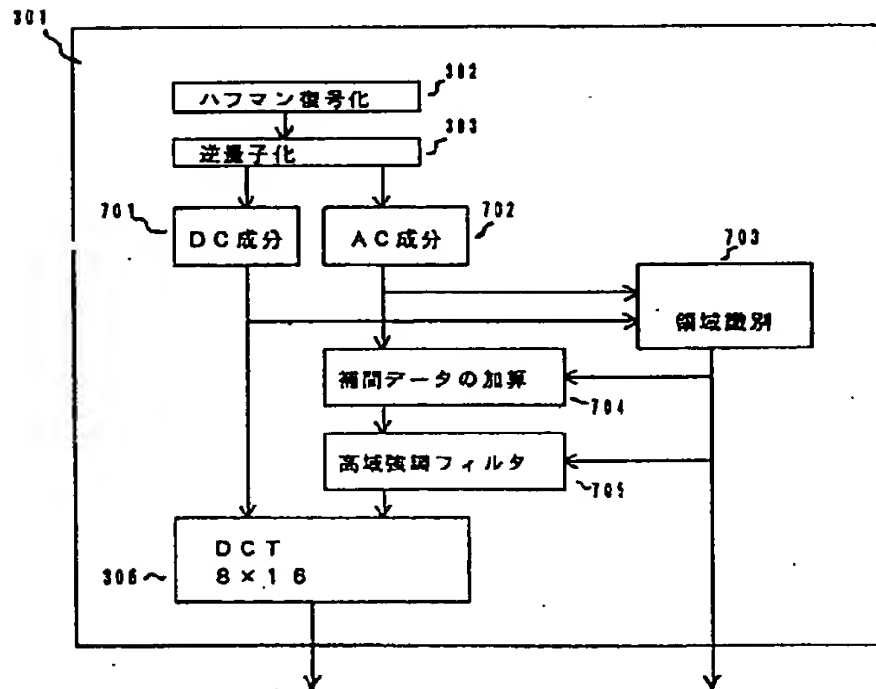 301
302
ハフマン復号化
303
逆量子化
701
DC成分
702
AC成分
703
領域識別
補間データの加算
704
高域強調フィルタ
705
306
DCT
8×16